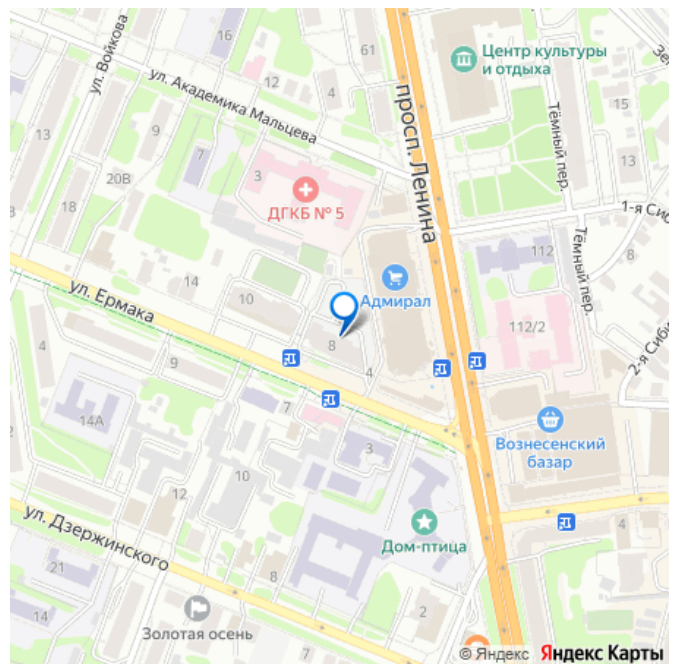 ул. Войкова
16
61
Центр культуры
и отдыха
ул. Академика Мальцева
12
4
просп. Ленина
15
13
9
7
3
Тёмный пер.
13
20В
ДГКБ № 5
18
1-я Сиб
112
8
14
ул. Ермака
10
Адмирал
Тёмный пер.
112/2
8
2-я Сиби
4
9
4
14А
7
Вознесенский
базар
3
10
12
4
ул. Дзержинского
Дом-птица
21
8
14
2
Золотая осень
© Яндекс Яндекс Карты